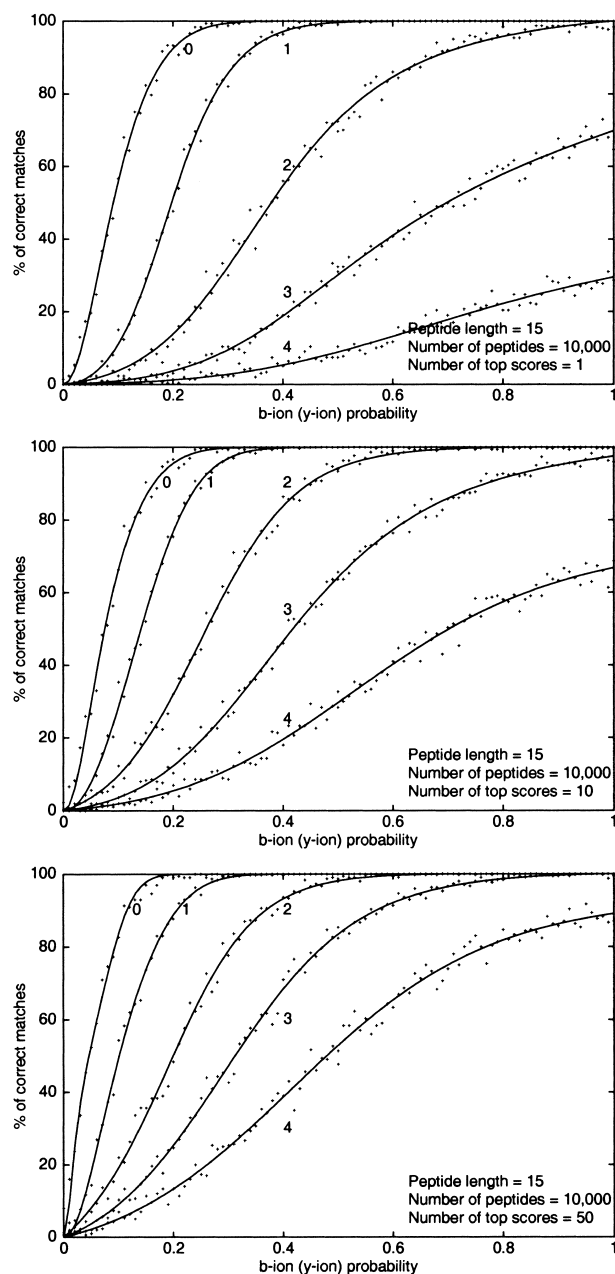 100
80
60
40
20
0
% of correct matches
0
1
2
3
4
Peptide length = 15
Number of peptides = 10,000
Number of top scores = 1
0 0.2 0.4 0.6 0.8 1
b-ion (y-ion) probability
100
80
60
40
20
0
% of correct matches
0
1
2
3
4
Peptide length = 15
Number of peptides = 10,000
Number of top scores = 10
0 0.2 0.4 0.6 0.8 1
b-ion (y-ion) probability
100
80
60
40
20
0
% of correct matches
0
1
2
3
4
Peptide length = 15
Number of peptides = 10,000
Number of top scores = 50
0 0.2 0.4 0.6 0.8 1
b-ion (y-ion) probability